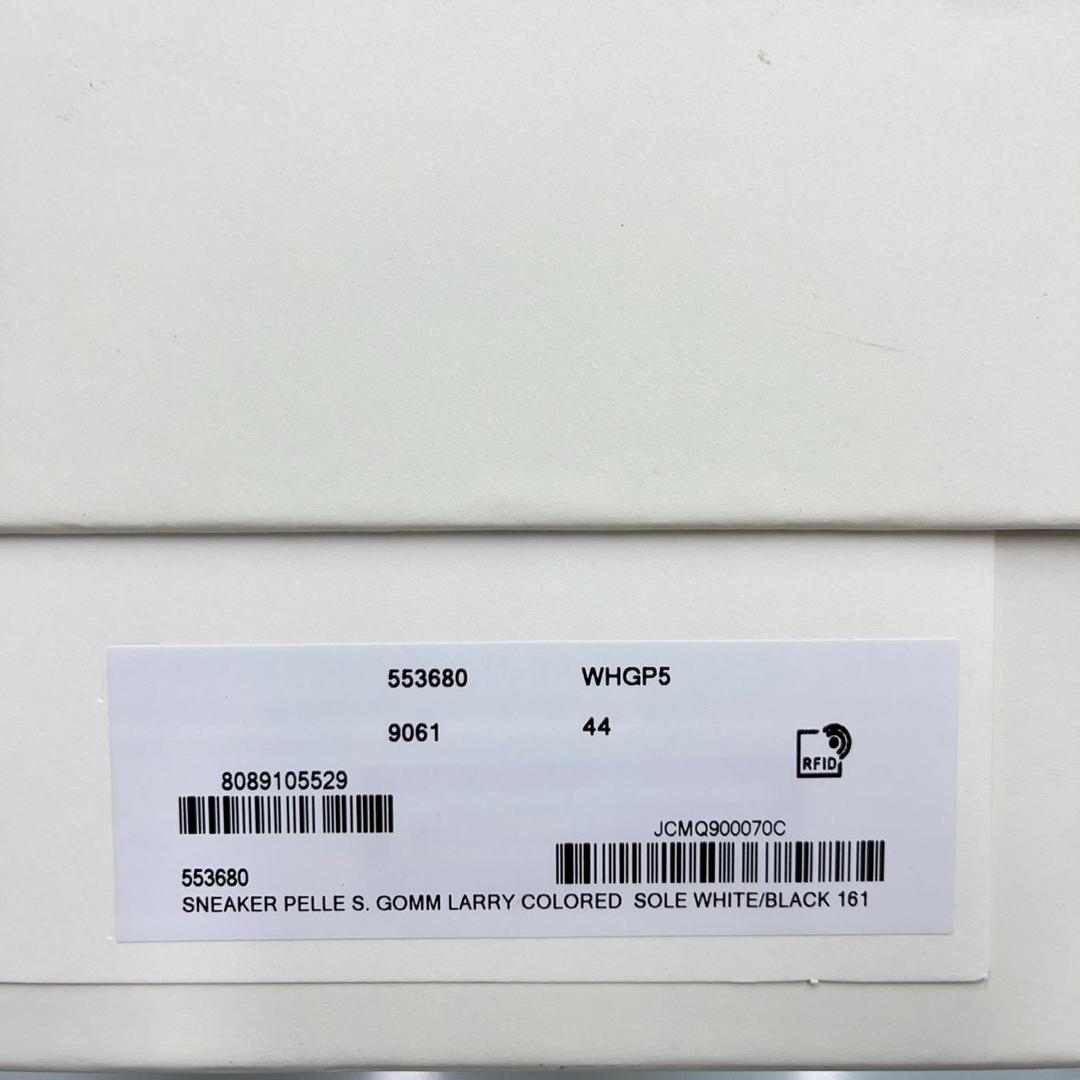 553680 WHGP5
9061 44
RFID
8089105529
JCMQ900070C
553680
SNEAKER PELLE S. GOMM LARRY COLORED SOLE WHITE/BLACK 161